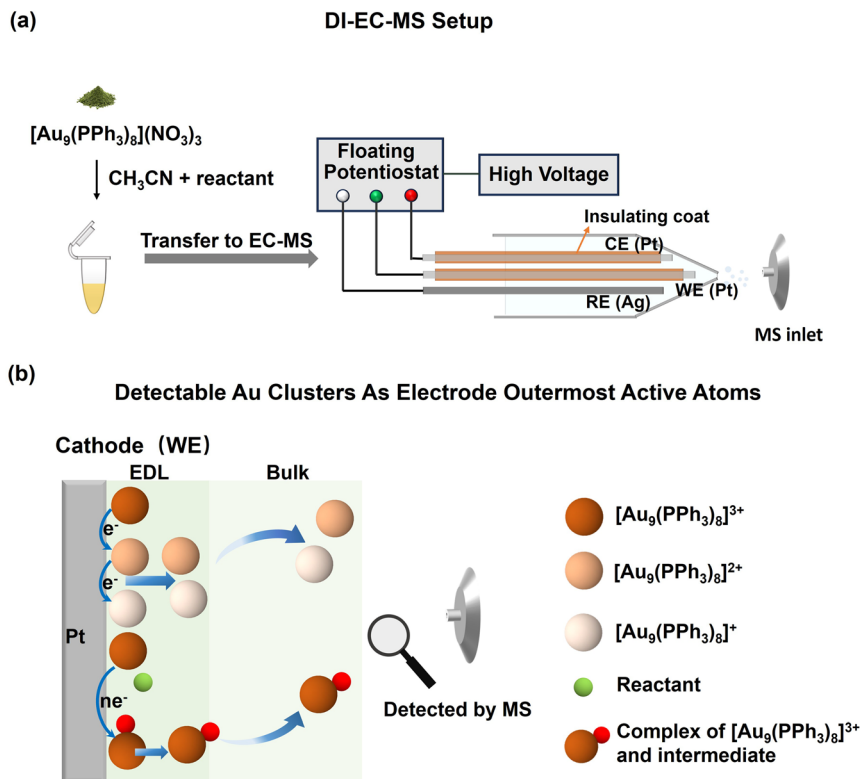 (a)
DI-EC-MS Setup
[Au₉(PPh₃)₈](NO₃)₃
CH₃CN + reactant
Transfer to EC-MS
Floating
Potentiostat
High Voltage
Insulating coat
CE (Pt)
WE (Pt)
RE (Ag)
MS inlet
(b)
Detectable Au Clusters As Electrode Outermost Active Atoms
Cathode (WE)
EDL
Bulk
e⁻
e⁻
Pt
ne⁻
Detected by MS
[Au₉(PPh₃)₈]³⁺
[Au₉(PPh₃)₈]²⁺
[Au₉(PPh₃)₈]⁺
Reactant
Complex of [Au₉(PPh₃)₈]³⁺
and intermediate